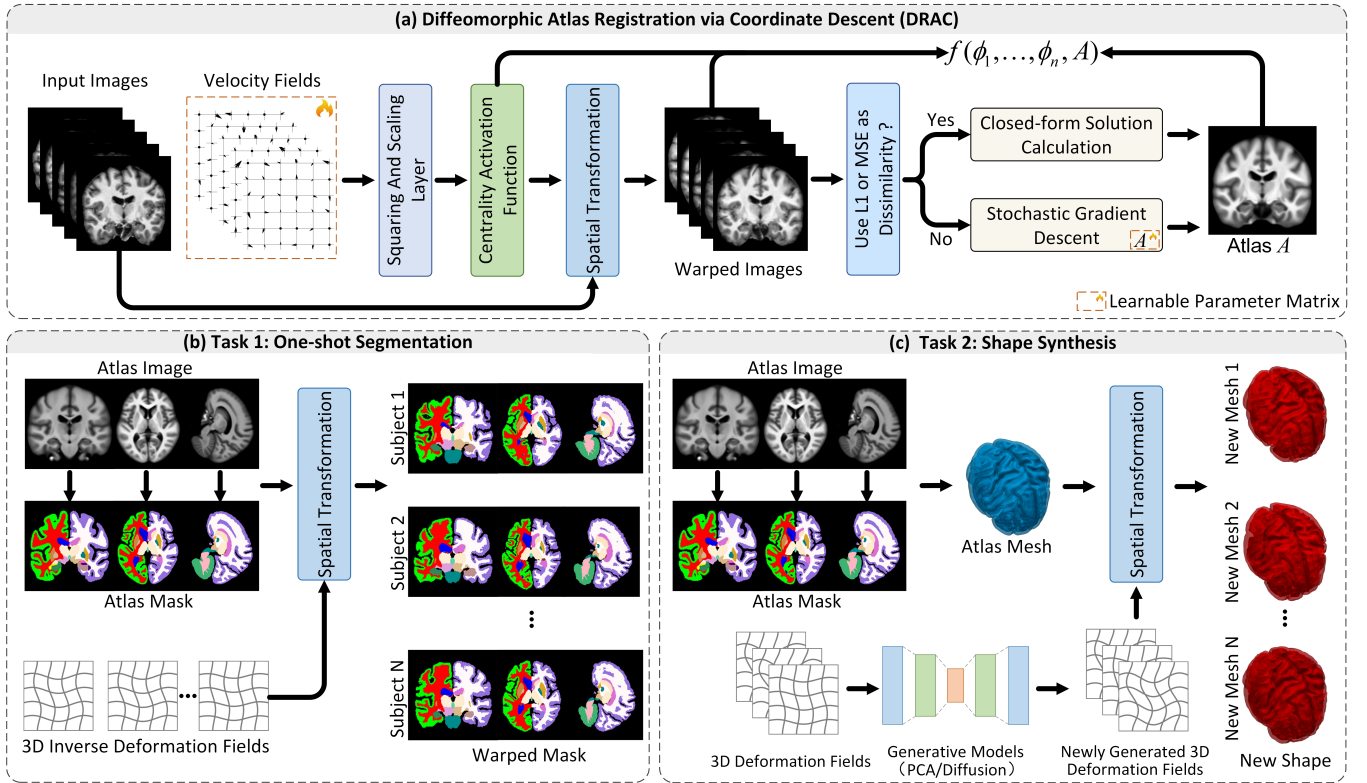 (a) Diffeomorphic Atlas Registration via Coordinate Descent (DRAC)
Input Images
Velocity Fields
Squaring And Scaling
Layer
Centrality Activation
Function
Spatial Transformation
Warped Images
f(ϕ₁,…,ϕₙ, A)
Use L1 or MSE as
Dissimilarity ?
Yes
No
Closed-form Solution
Calculation
Stochastic Gradient
Descent
A
Atlas A
Learnable Parameter Matrix
(b) Task 1: One-shot Segmentation
Atlas Image
Atlas Mask
Spatial Transformation
3D Inverse Deformation Fields
Subject 1
Subject 2
Subject N
Warped Mask
(c) Task 2: Shape Synthesis
Atlas Image
Atlas Mask
Atlas Mesh
Spatial Transformation
3D Deformation Fields
Generative Models
(PCA/Diffusion)
Newly Generated 3D
Deformation Fields
New Mesh 1
New Mesh 2
New Mesh N
New Shape